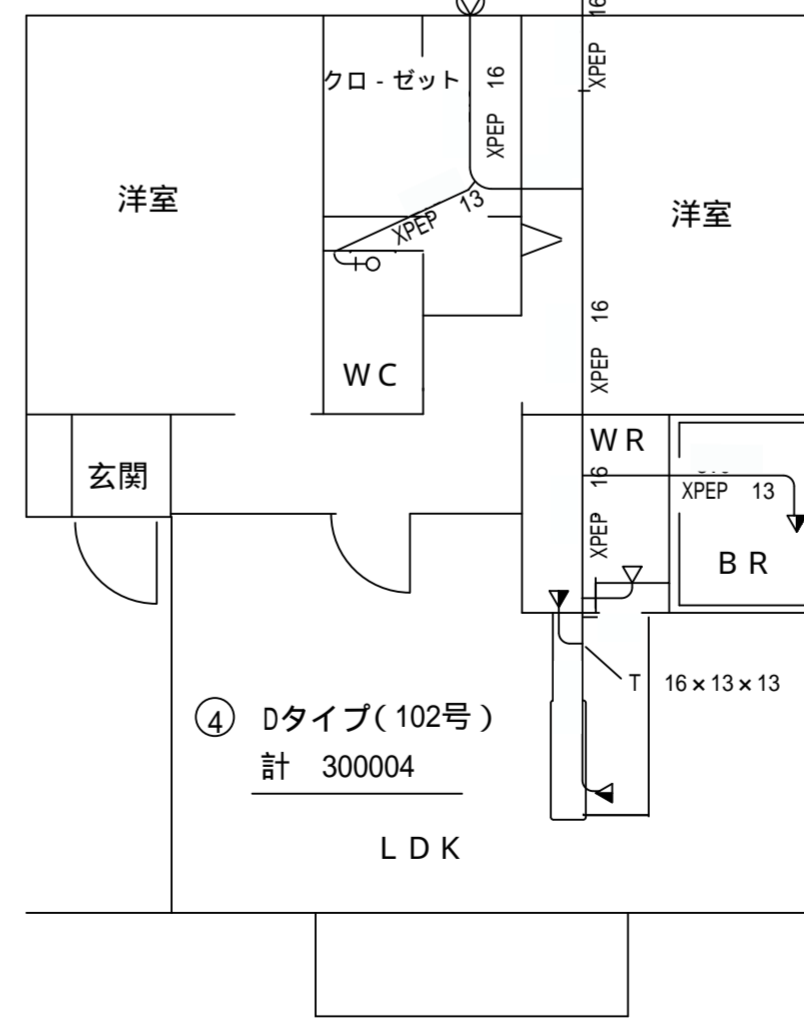 16
XPEP
クロ-ゼット
XPEP 16
洋室
洋室
XPEP 13
XPEP 16
WC
WR
玄関
XPEP 16
XPEP 13
BR
T 16×13×13
④ Dタイプ(102号)
計 300004
LDK